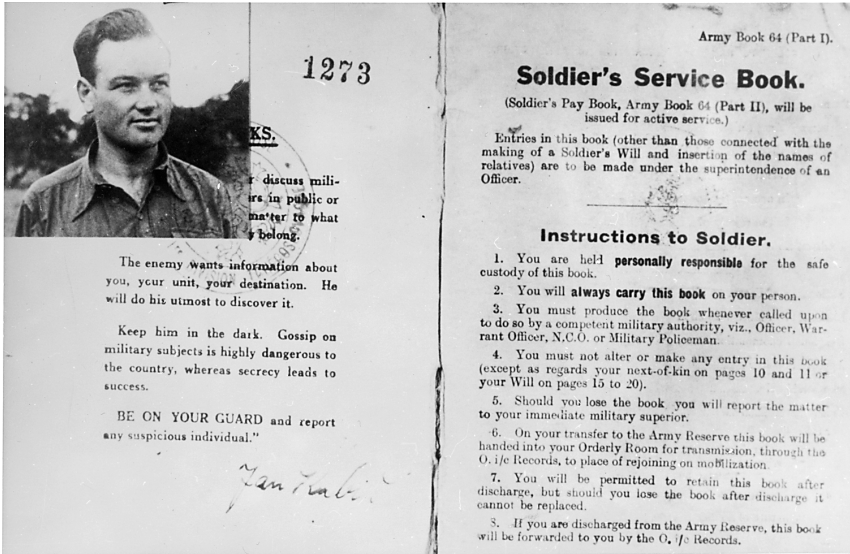 1273
KS.
discuss mili-
rs in public or
matter to what
y belong.
The enemy wants information about
you, your unit, your destination. He
will do his utmost to discover it.
Keep him in the dark. Gossip on
military subjects is highly dangerous to
the country, whereas secrecy leads to
success.
BE ON YOUR GUARD and report
any suspicious individual."
Jan Kubiš
Army Book 64 (Part I).
Soldier's Service Book.
(Soldier's Pay Book, Army Book 64 (Part II), will be
issued for active service.)
Entries in this book (other than those connected with the
making of a Soldier's Will and insertion of the names of
relatives) are to be made under the superintendence of an
Officer.
Instructions to Soldier.
1. You are held personally responsible for the safe
custody of this book.
2. You will always carry this book on your person.
3. You must produce the book whenever called upon
to do so by a competent military authority, viz., Officer, War-
rant Officer, N.C.O. or Military Policeman.
4. You must not alter or make any entry in this book
(except as regards your next-of-kin on pages 10 and 11 or
your Will on pages 15 to 20).
5. Should you lose the book you will report the matter
to your immediate military superior.
6. On your transfer to the Army Reserve this book will be
handed into your Orderly Room for transmission, through the
O. i/c Records, to place of rejoining on mobilization.
7. You will be permitted to retain this book after
discharge, but should you lose the book after discharge it
cannot be replaced.
8. If you are discharged from the Army Reserve, this book
will be forwarded to you by the O. i/c Records.